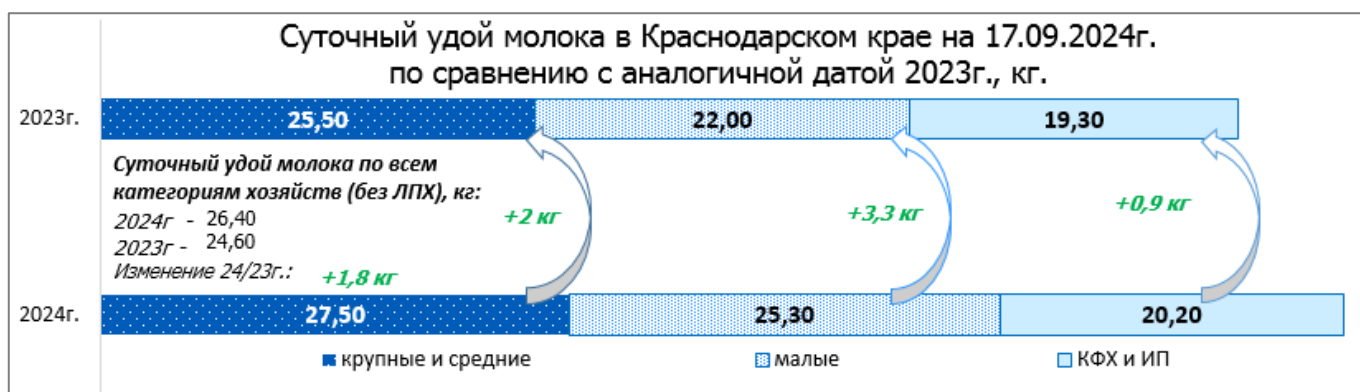 Суточный удой молока в Краснодарском крае на 17.09.2024г.
по сравнению с аналогичной датой 2023г., кг.
2023г.
25,50
22,00
19,30
Суточный удой молока по всем
категориям хозяйств (без ЛПХ), кг:
2024г - 26,40
2023г - 24,60
Изменение 24/23г.: +1,8 кг
+2 кг
+3,3 кг
+0,9 кг
2024г.
27,50
25,30
20,20
крупные и средние
малые
КФХ и ИП